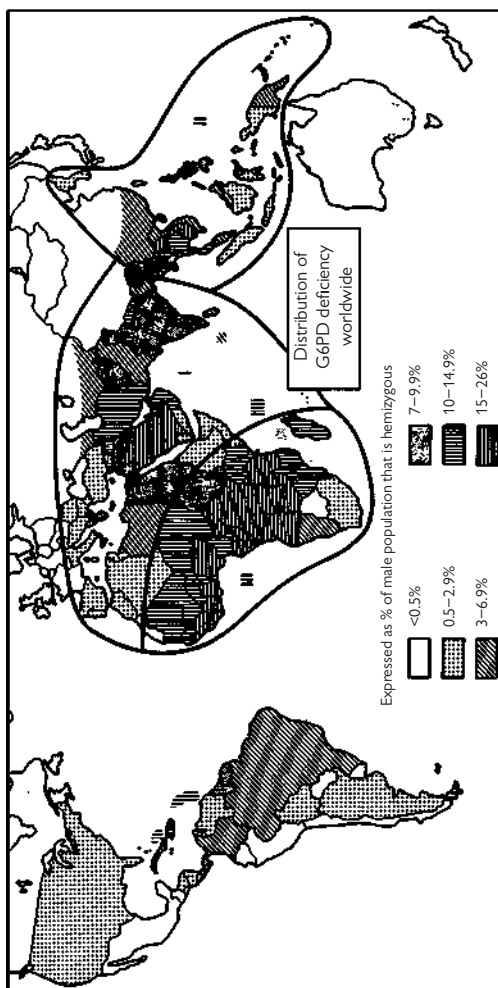 Distribution of
G6PD deficiency
worldwide
Expressed as % of male population that is hemizygous
<0.5%
0.5–2.9%
3–6.9%
7–9.9%
10–14.9%
15–26%